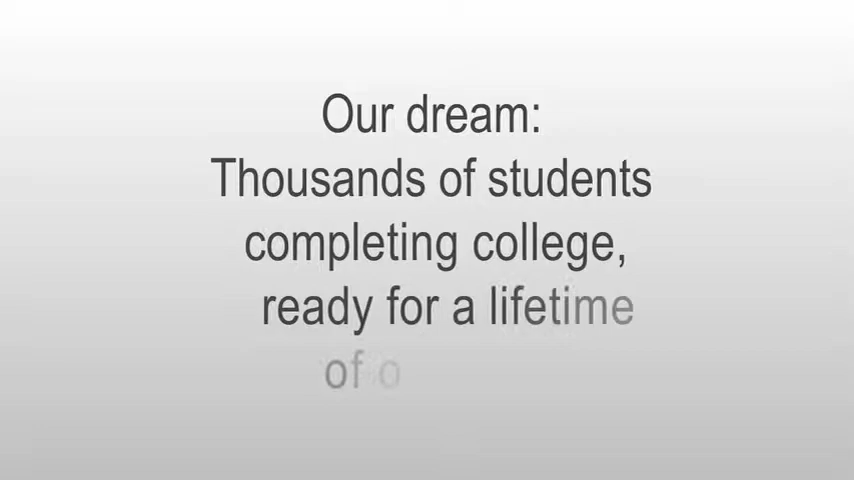 Our dream:
Thousands of students
completing college,
ready for a lifetime
of o